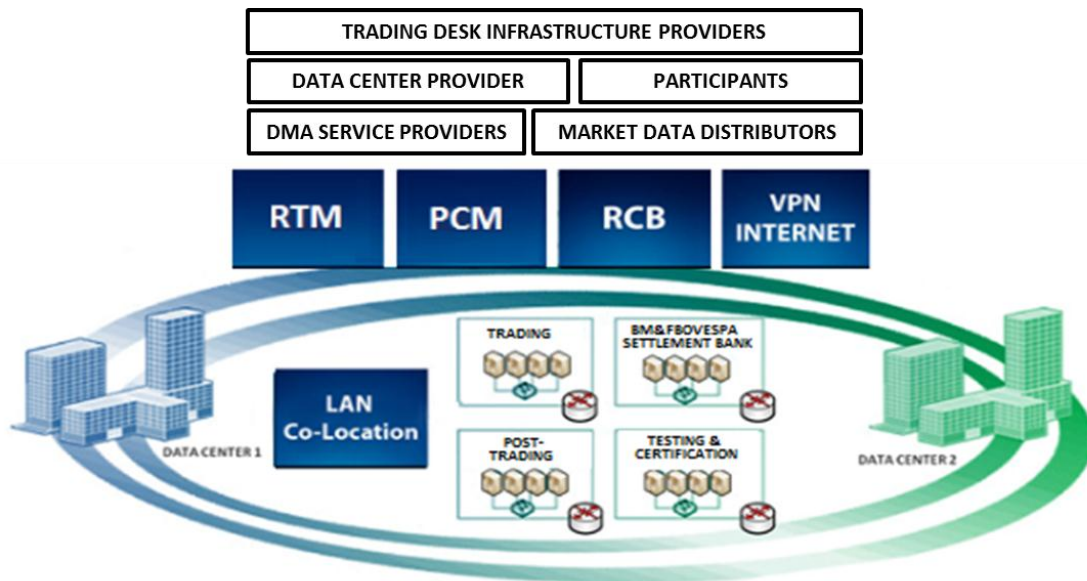 TRADING DESK INFRASTRUCTURE PROVIDERS
DATA CENTER PROVIDER
PARTICIPANTS
DMA SERVICE PROVIDERS
MARKET DATA DISTRIBUTORS
RTM
PCM
RCB
VPN
INTERNET
TRADING
BM&FBOVESPA
SETTLEMENT BANK
LAN
Co-Location
POST-
TRADING
TESTING &
CERTIFICATION
DATA CENTER 1
DATA CENTER 2